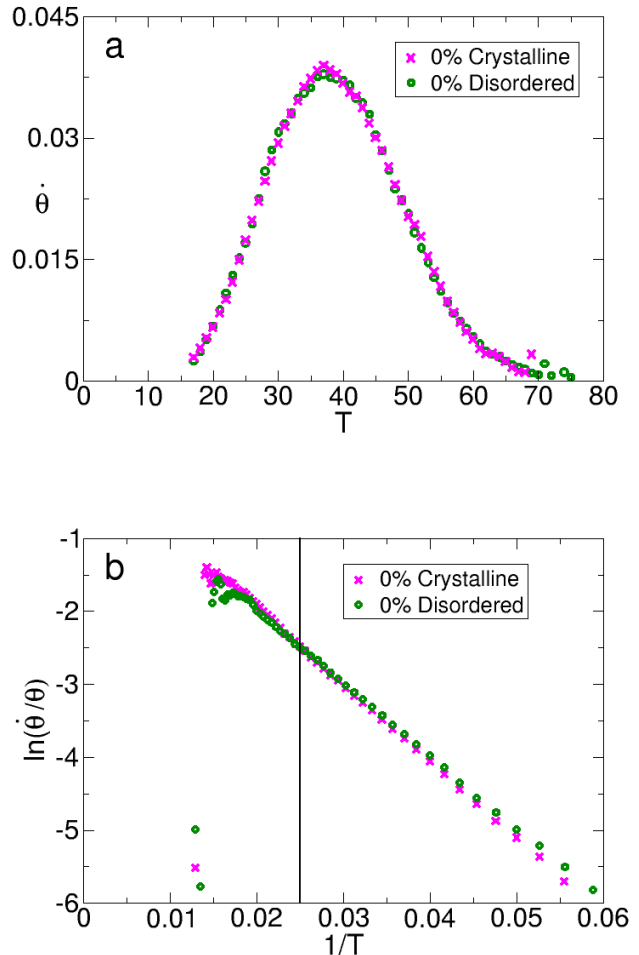 a
0% Crystalline
0% Disordered
0.045
0.03
0.015
0
θ̇
0 10 20 30 40 50 60 70 80
T
b
0% Crystalline
0% Disordered
-1
-2
-3
-4
-5
-6
ln(θ̇/θ)
0 0.01 0.02 0.03 0.04 0.05 0.06
1/T